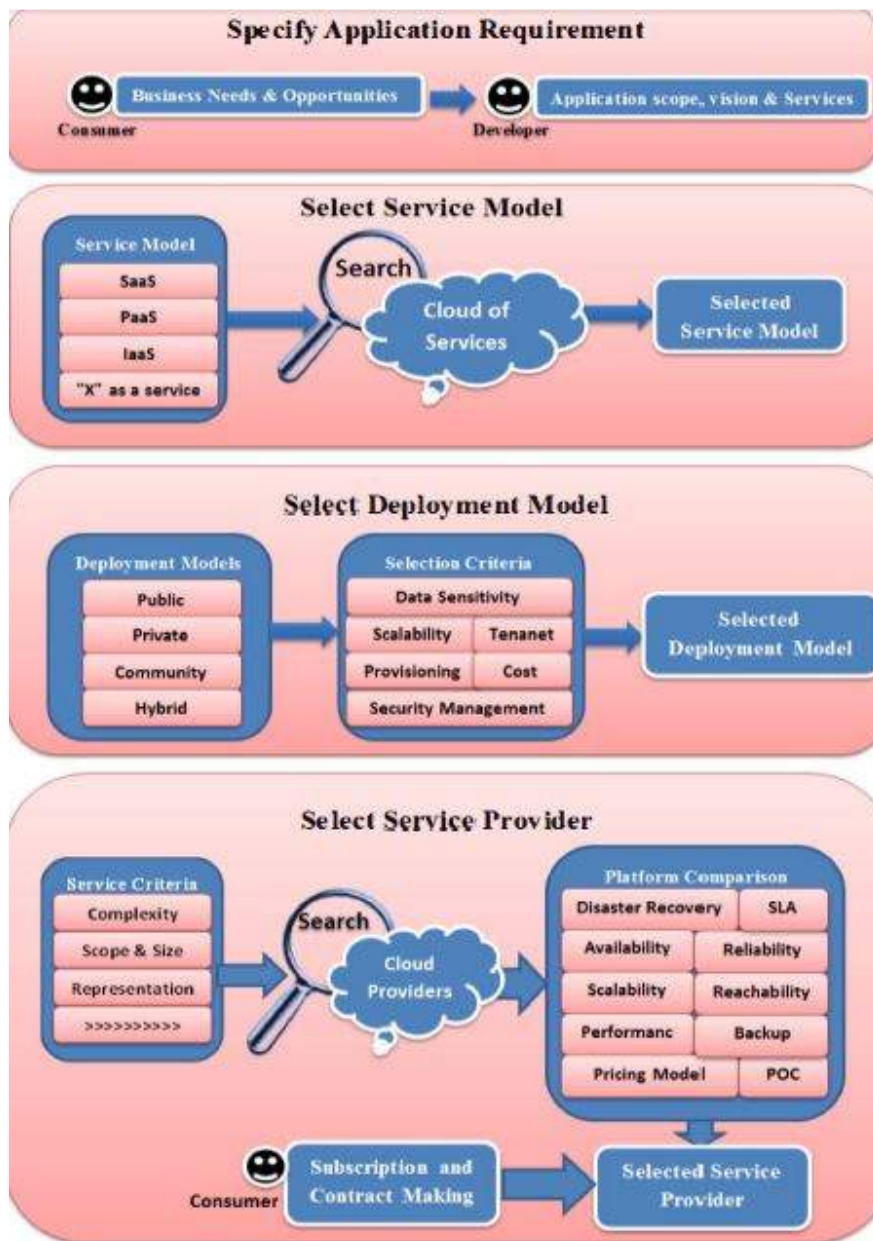 Specify Application Requirement
Business Needs & Opportunities
Consumer
Application scope, vision & Services
Developer
Select Service Model
Service Model
SaaS
PaaS
IaaS
"X" as a service
Search
Cloud of
Services
Selected
Service Model
Select Deployment Model
Deployment Models
Public
Private
Community
Hybrid
Selection Criteria
Data Sensitivity
Scalability
Tenanet
Provisioning
Cost
Security Management
Selected
Deployment Model
Select Service Provider
Service Criteria
Complexity
Scope & Size
Representation
>>>>>>>>>>
Search
Cloud
Providers
Platform Comparison
Disaster Recovery
SLA
Availability
Reliability
Scalability
Reachability
Performanc
Backup
Pricing Model
POC
Consumer
Subscription and
Contract Making
Selected Service
Provider